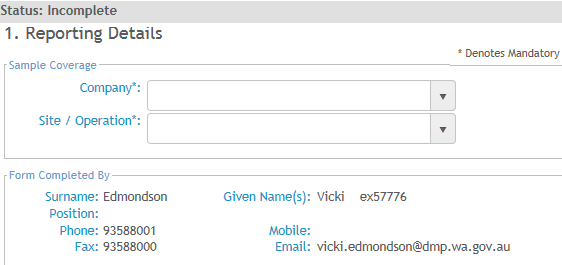 Status: Incomplete
1. Reporting Details
* Denotes Mandatory
Sample Coverage
Company*:
Site / Operation*:
Form Completed By
Surname: Edmondson Given Name(s): Vicki ex57776
Position:
Phone: 93588001 Mobile:
Fax: 93588000 Email: vicki.edmondson@dmp.wa.gov.au